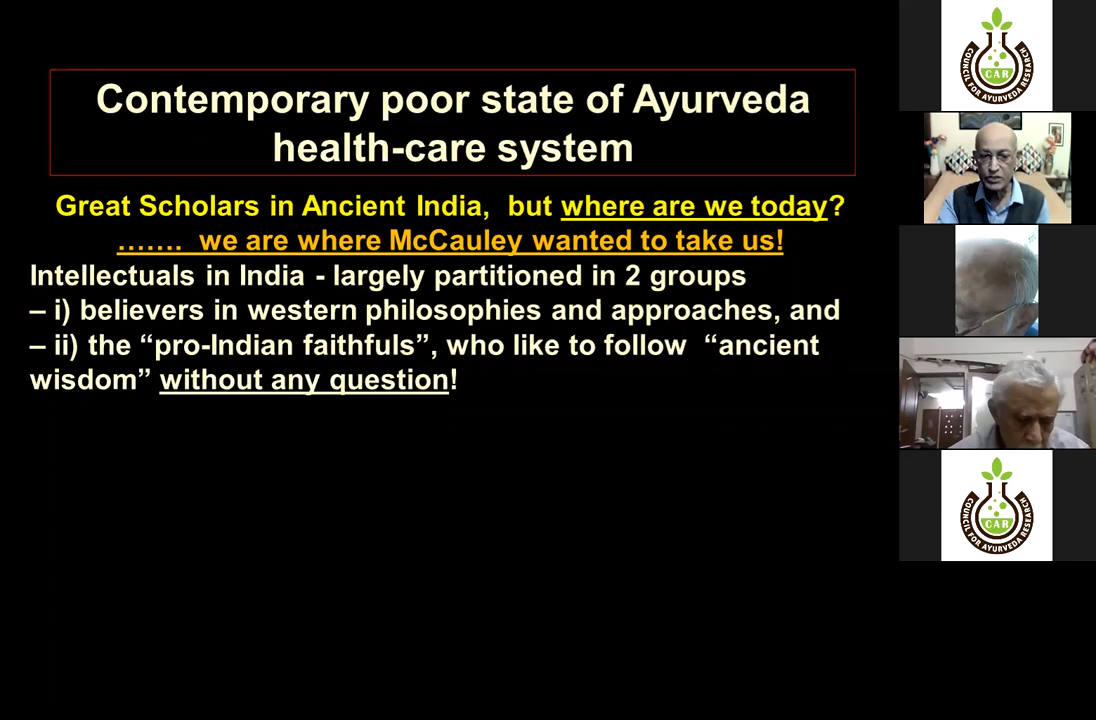 Contemporary poor state of Ayurveda
health-care system
Great Scholars in Ancient India, but where are we today?
……. we are where McCauley wanted to take us!
Intellectuals in India - largely partitioned in 2 groups
– i) believers in western philosophies and approaches, and
– ii) the “pro-Indian faithfuls”, who like to follow “ancient
wisdom” without any question!
CAR
COUNCIL FOR AYURVEDA RESEARCH
CAR
COUNCIL FOR AYURVEDA RESEARCH